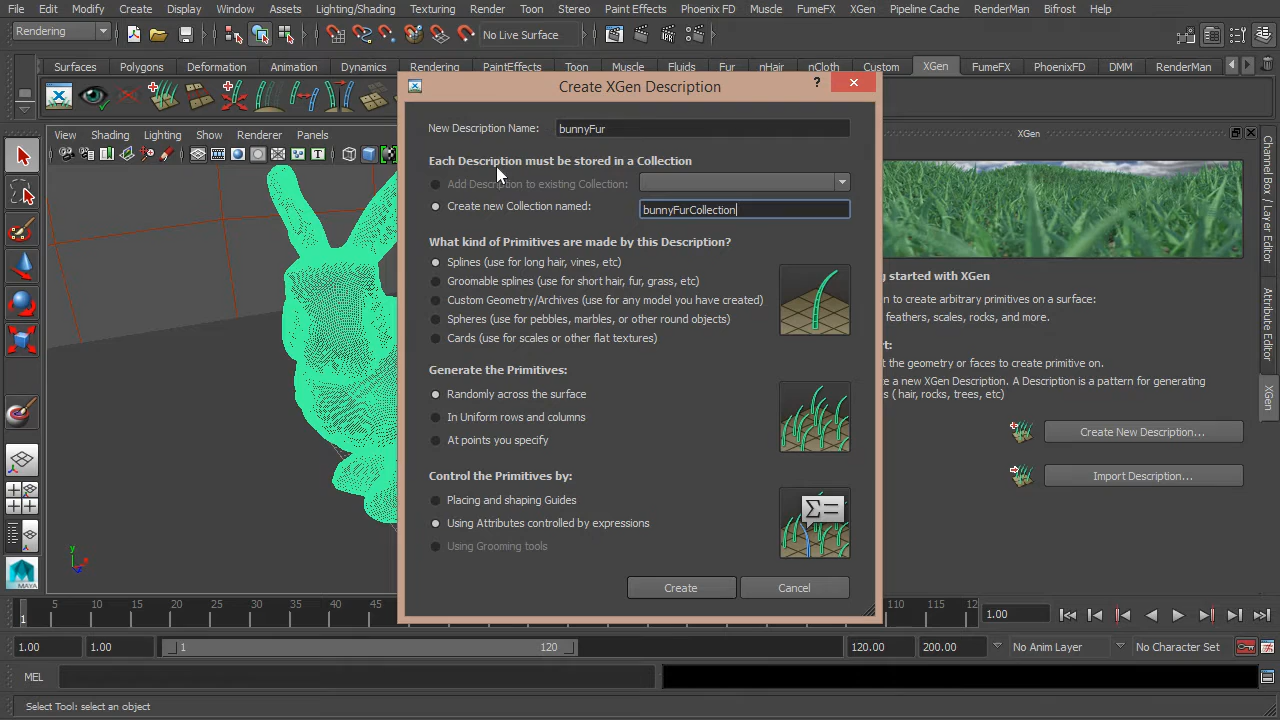 File Edit Modify Create Display Window Assets Lighting/Shading Texturing Render Toon Stereo Paint Effects Phoenix FD Muscle FumeFX XGen Pipeline Cache RenderMan Bifrost Help
Rendering No Live Surface
Surfaces Polygons Deformation Animation Dynamics Rendering PaintEffects Toon Muscle Fluids Fur nHair nCloth Custom XGen FumeFX PhoenixFD DMM RenderMan
Create XGen Description ?
View Shading Lighting Show Renderer Panels
XGen
New Description Name: bunnyFur
Each Description must be stored in a Collection
Add Description to existing Collection:
Create new Collection named: bunnyFurCollection
What kind of Primitives are made by this Description?
Splines (use for long hair, vines, etc)
Groomable splines (use for short hair, fur, grass, etc)
Custom Geometry/Archives (use for any model you have created)
Spheres (use for pebbles, marbles, or other round objects)
Cards (use for scales or other flat textures)
Generate the Primitives:
Randomly across the surface
In Uniform rows and columns
At points you specify
Control the Primitives by:
Placing and shaping Guides
Using Attributes controlled by expressions
Σ=
Using Grooming tools
Create Cancel
started with XGen
n to create arbitrary primitives on a surface:
feathers, scales, rocks, and more.
the geometry or faces to create primitive on.
e a new XGen Description. A Description is a pattern for generating
(hair, rocks, trees, etc)
Create New Description...
Import Description...
Channel Box / Layer Editor
Attribute Editor
XGen
y
MAYA
1 5 10 15 20 25 30 35 40 45 110 115 12
1.00
1.00 1.00 1 120 120.00 200.00 No Anim Layer No Character Set
MEL
Select Tool: select an object